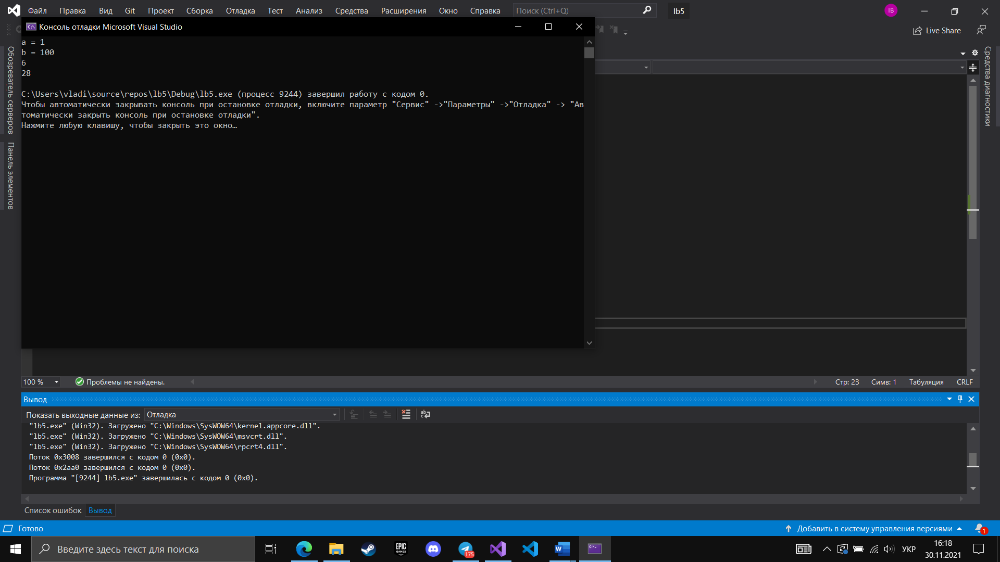 Файл Правка Вид Git Проект Сборка Отладка Тест Анализ Средства Расширения Окно Справка Поиск (Ctrl+Q) lb5 IB
Консоль отладки Microsoft Visual Studio
Live Share
a = 1
b = 100
6
28
C:\Users\vladi\source\repos\lb5\Debug\lb5.exe (процесс 9244) завершил работу с кодом 0.
Чтобы автоматически закрывать консоль при остановке отладки, включите параметр "Сервис" ->"Параметры" ->"Отладка" -> "Ав
томатически закрыть консоль при остановке отладки".
Нажмите любую клавишу, чтобы закрыть это окно…
Обозреватель серверов
Панель элементов
Средства диагностики
100 % Проблемы не найдены. Стр: 23 Симв: 1 Табуляция CRLF
Вывод
Показать выходные данные из: Отладка
"lb5.exe" (Win32). Загружено "C:\Windows\SysWOW64\kernel.appcore.dll".
"lb5.exe" (Win32). Загружено "C:\Windows\SysWOW64\msvcrt.dll".
"lb5.exe" (Win32). Загружено "C:\Windows\SysWOW64\rpcrt4.dll".
Поток 0x3008 завершился с кодом 0 (0x0).
Поток 0x2aa0 завершился с кодом 0 (0x0).
Программа "[9244] lb5.exe" завершилась с кодом 0 (0x0).
Список ошибок Вывод
Готово Добавить в систему управления версиями 1
Введите здесь текст для поиска EPIC GAMES 175 УКР 16:18
30.11.2021